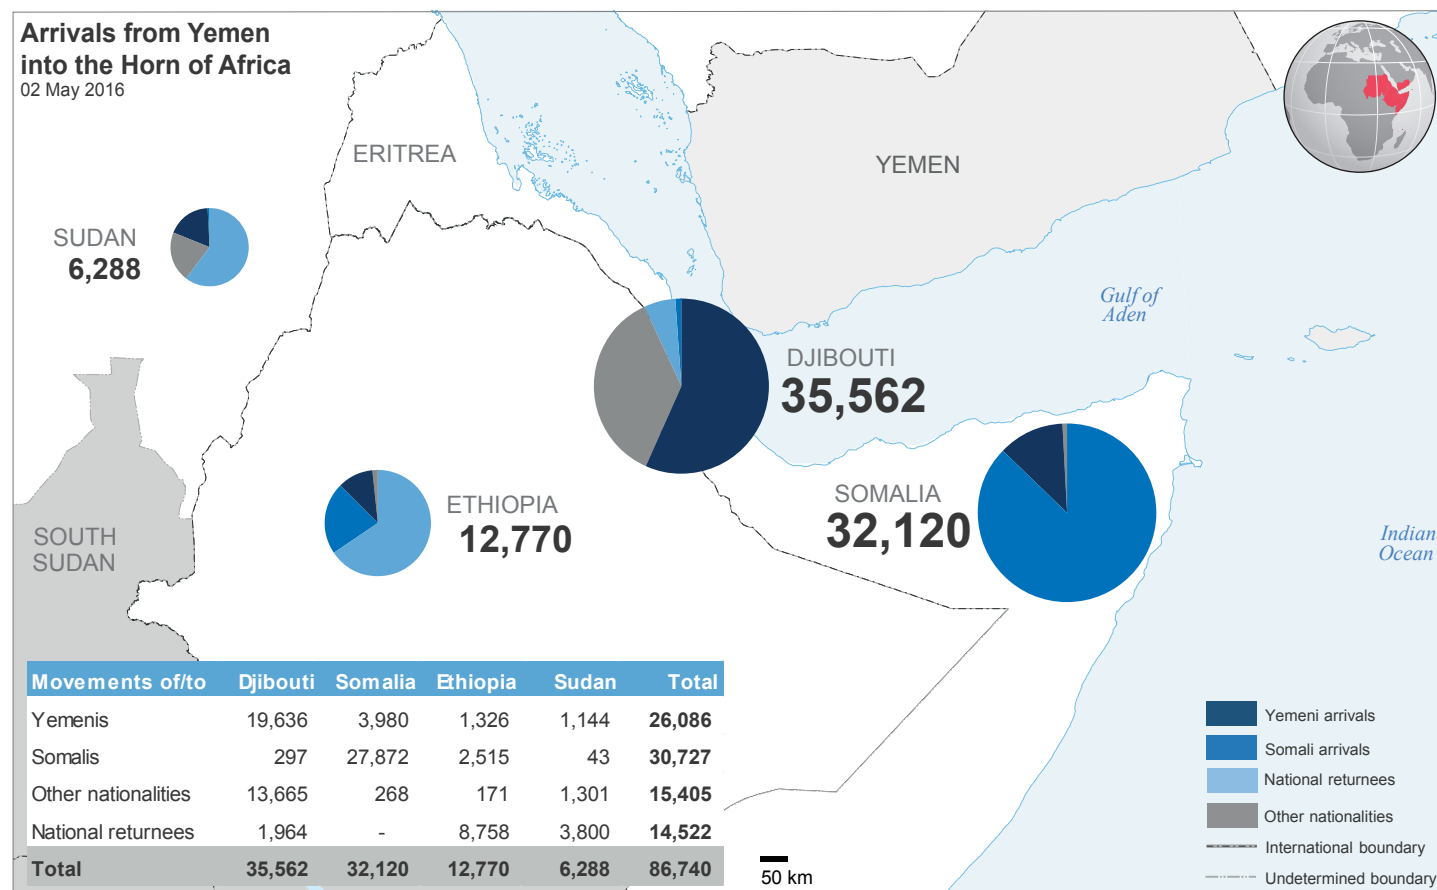 Arrivals from Yemen
into the Horn of Africa
02 May 2016
ERITREA
YEMEN
SUDAN
6,288
Gulf of
Aden
DJIBOUTI
35,562
SOMALIA
32,120
ETHIOPIA
12,770
SOUTH
SUDAN
Indian
Ocean
Movements of/to Djibouti Somalia Ethiopia Sudan Total
Yemenis 19,636 3,980 1,326 1,144 26,086
Somalis 297 27,872 2,515 43 30,727
Other nationalities 13,665 268 171 1,301 15,405
National returnees 1,964 - 8,758 3,800 14,522
Total 35,562 32,120 12,770 6,288 86,740
50 km
Yemeni arrivals
Somali arrivals
National returnees
Other nationalities
International boundary
Undetermined boundary